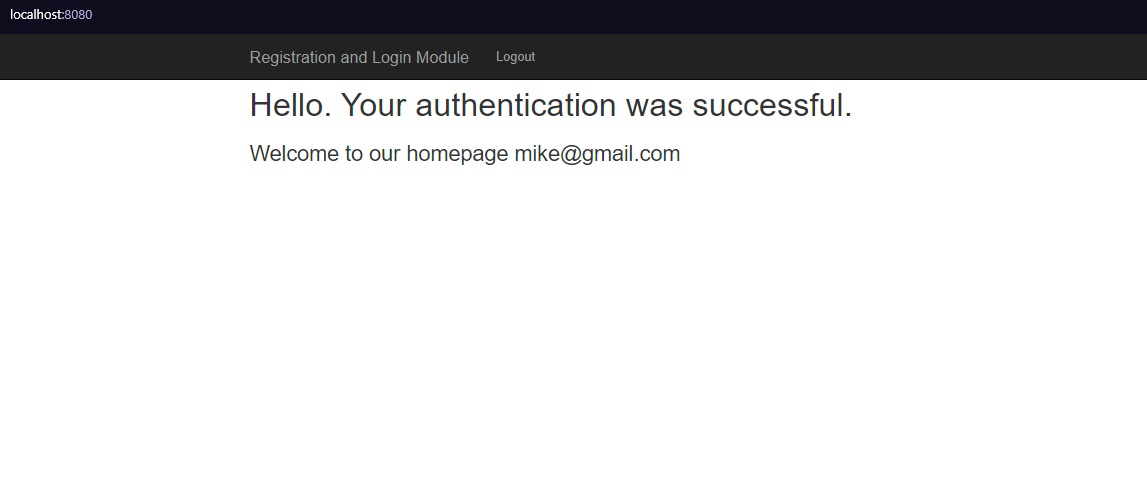 localhost:8080
Registration and Login Module Logout
Hello. Your authentication was successful.
Welcome to our homepage mike@gmail.com